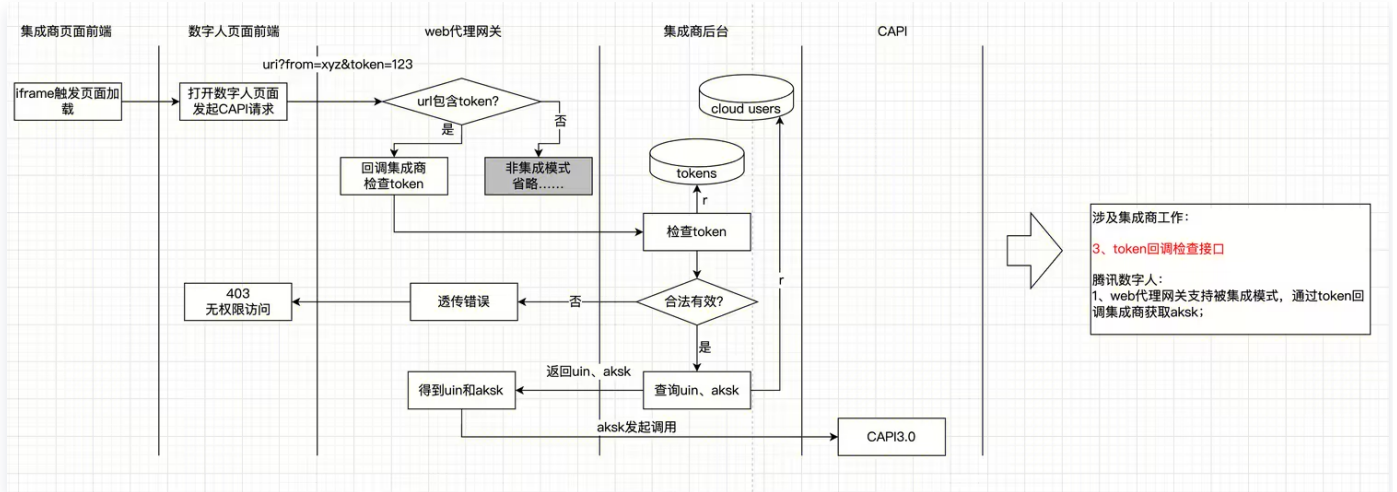 集成商页面前端
数字人页面前端
web代理网关
集成商后台
CAPI
uri?from=xyz&token=123
iframe触发页面加
载
打开数字人页面
发起CAPI请求
url包含token?
cloud users
是
否
回调集成商
检查token
非集成模式
省略……
tokens
r
检查token
r
403
无权限访问
透传错误
否
合法有效?
是
返回uin、aksk
得到uin和aksk
查询uin、aksk
aksk发起调用
CAPI3.0
涉及集成商工作：
3、token回调检查接口
腾讯数字人：
1、web代理网关支持被集成模式，通过token回
调集成商获取aksk；